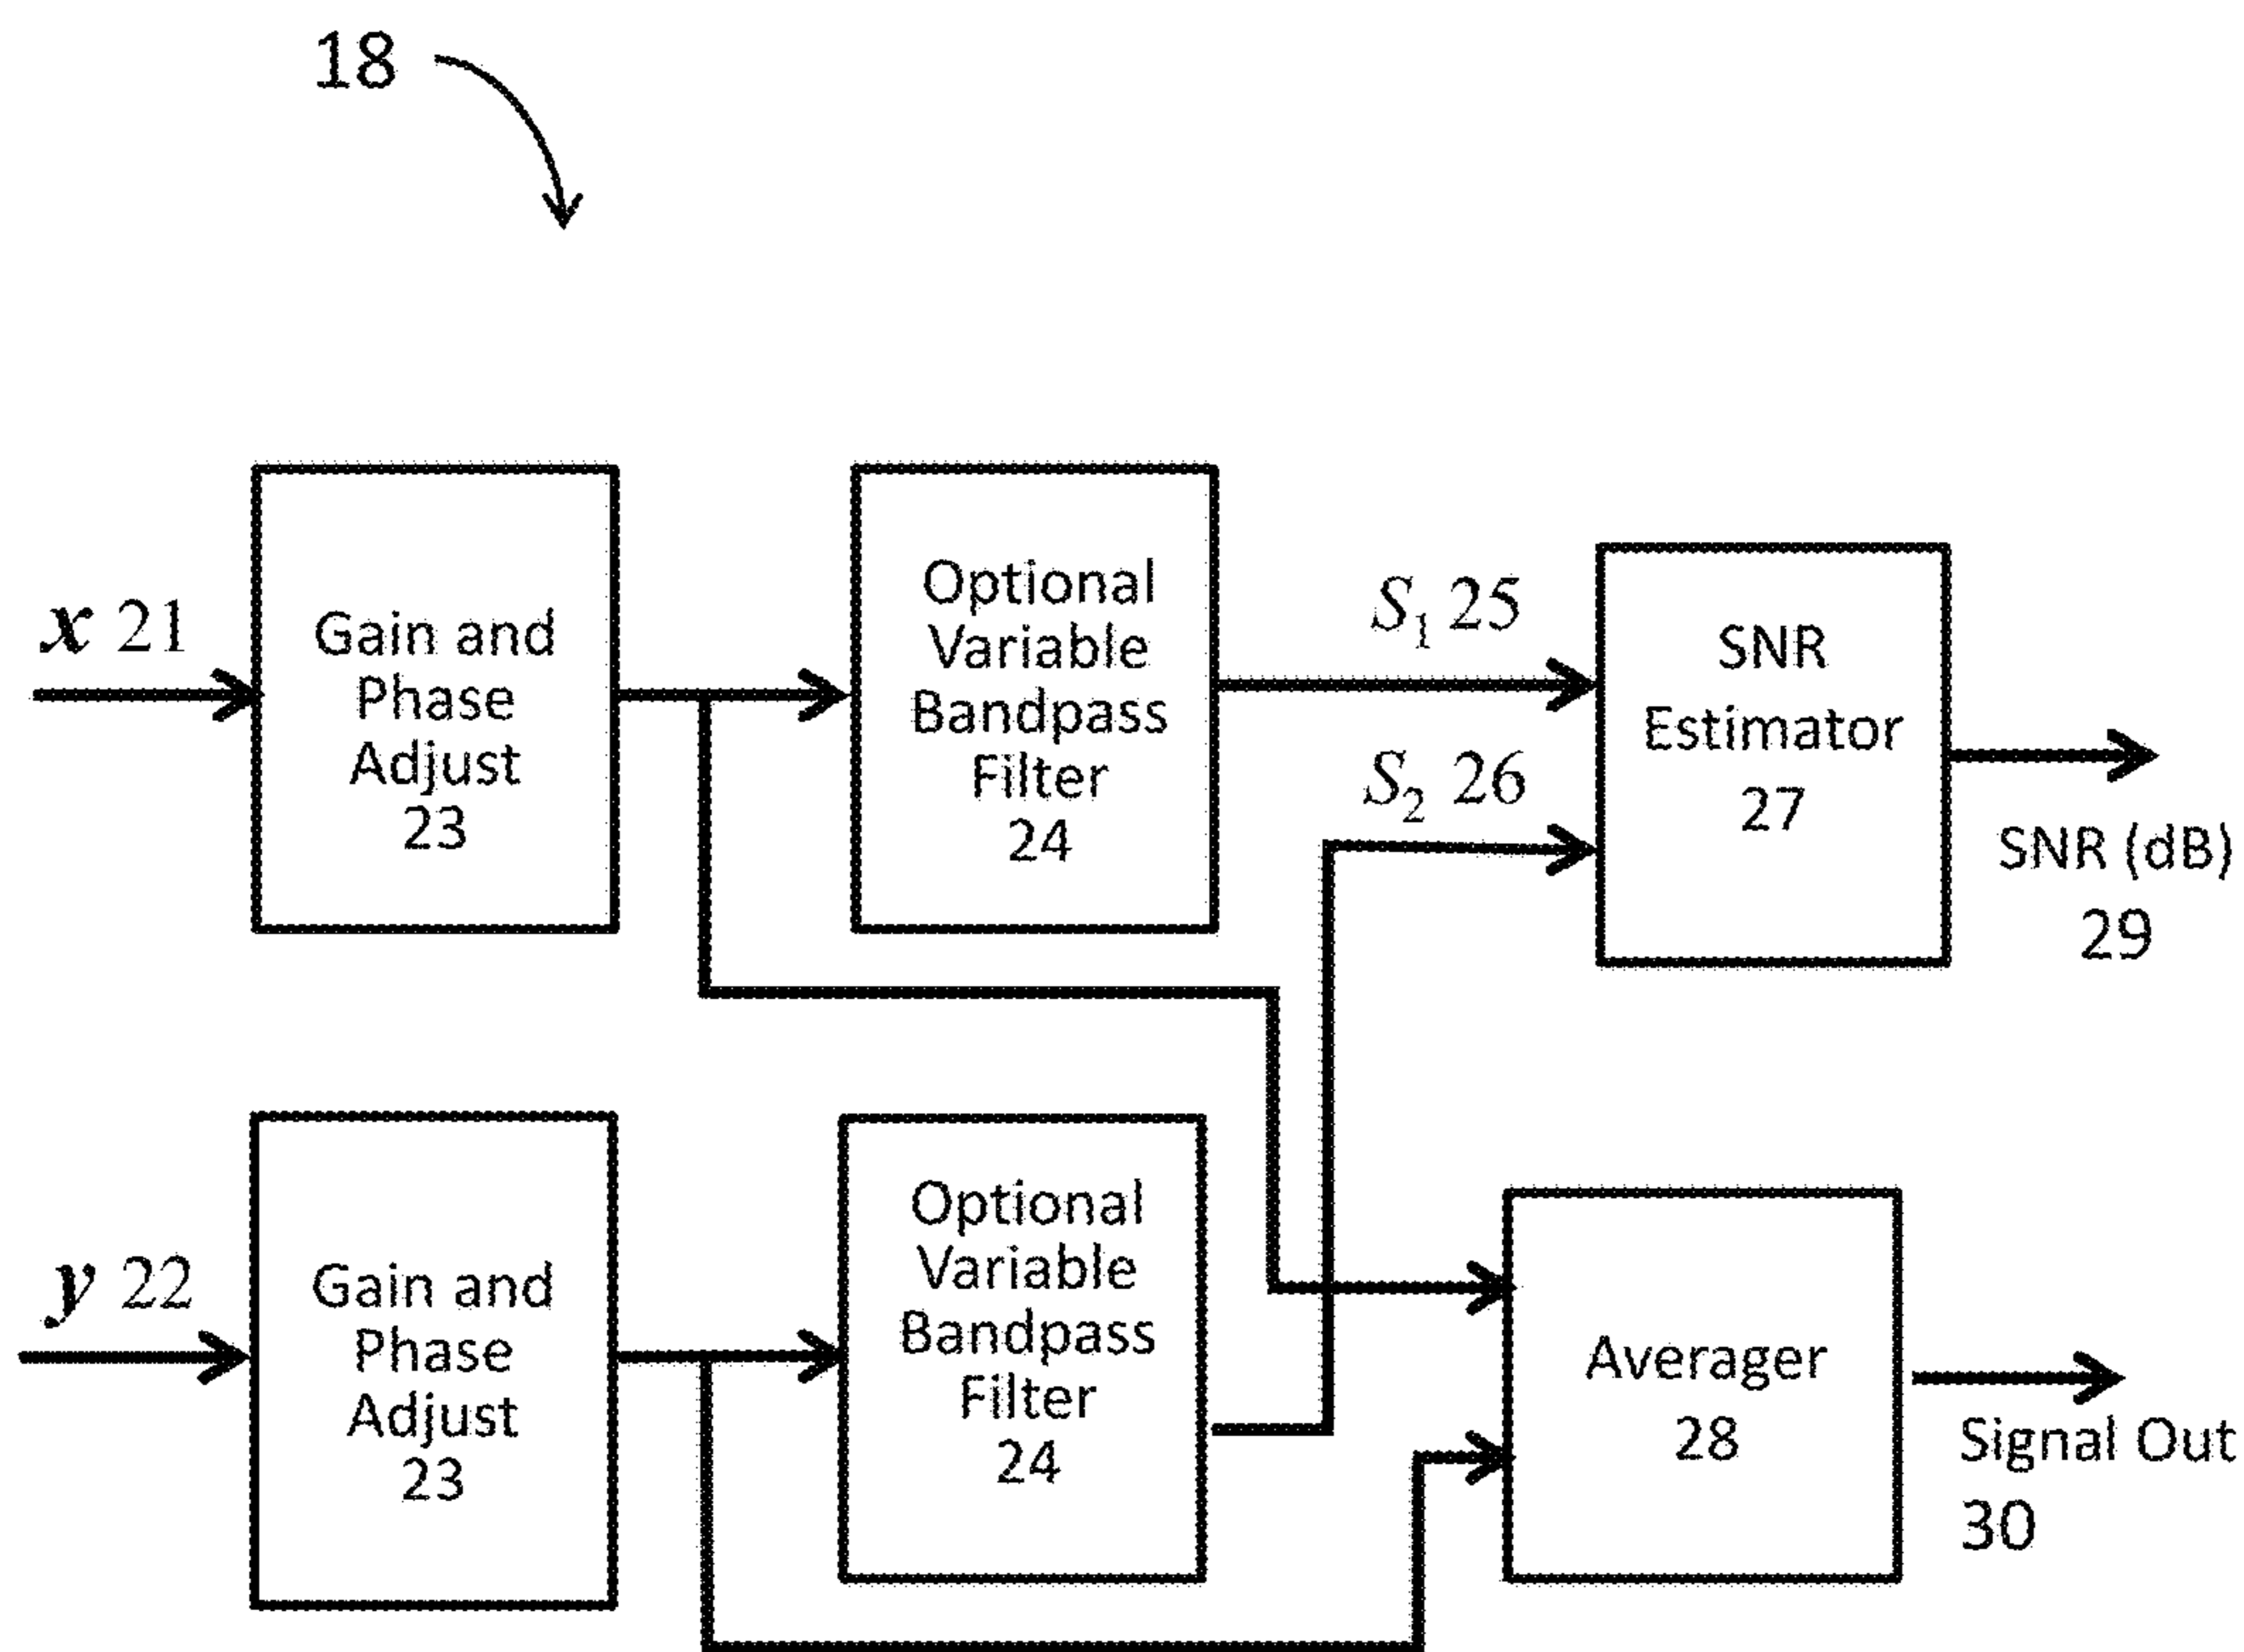 18
x 21
Gain and
Phase
Adjust
23
Optional
Variable
Bandpass
Filter
24
S₁ 25
S₂ 26
SNR
Estimator
27
SNR (dB)
29
y 22
Gain and
Phase
Adjust
23
Optional
Variable
Bandpass
Filter
24
Averager
28
Signal Out
30